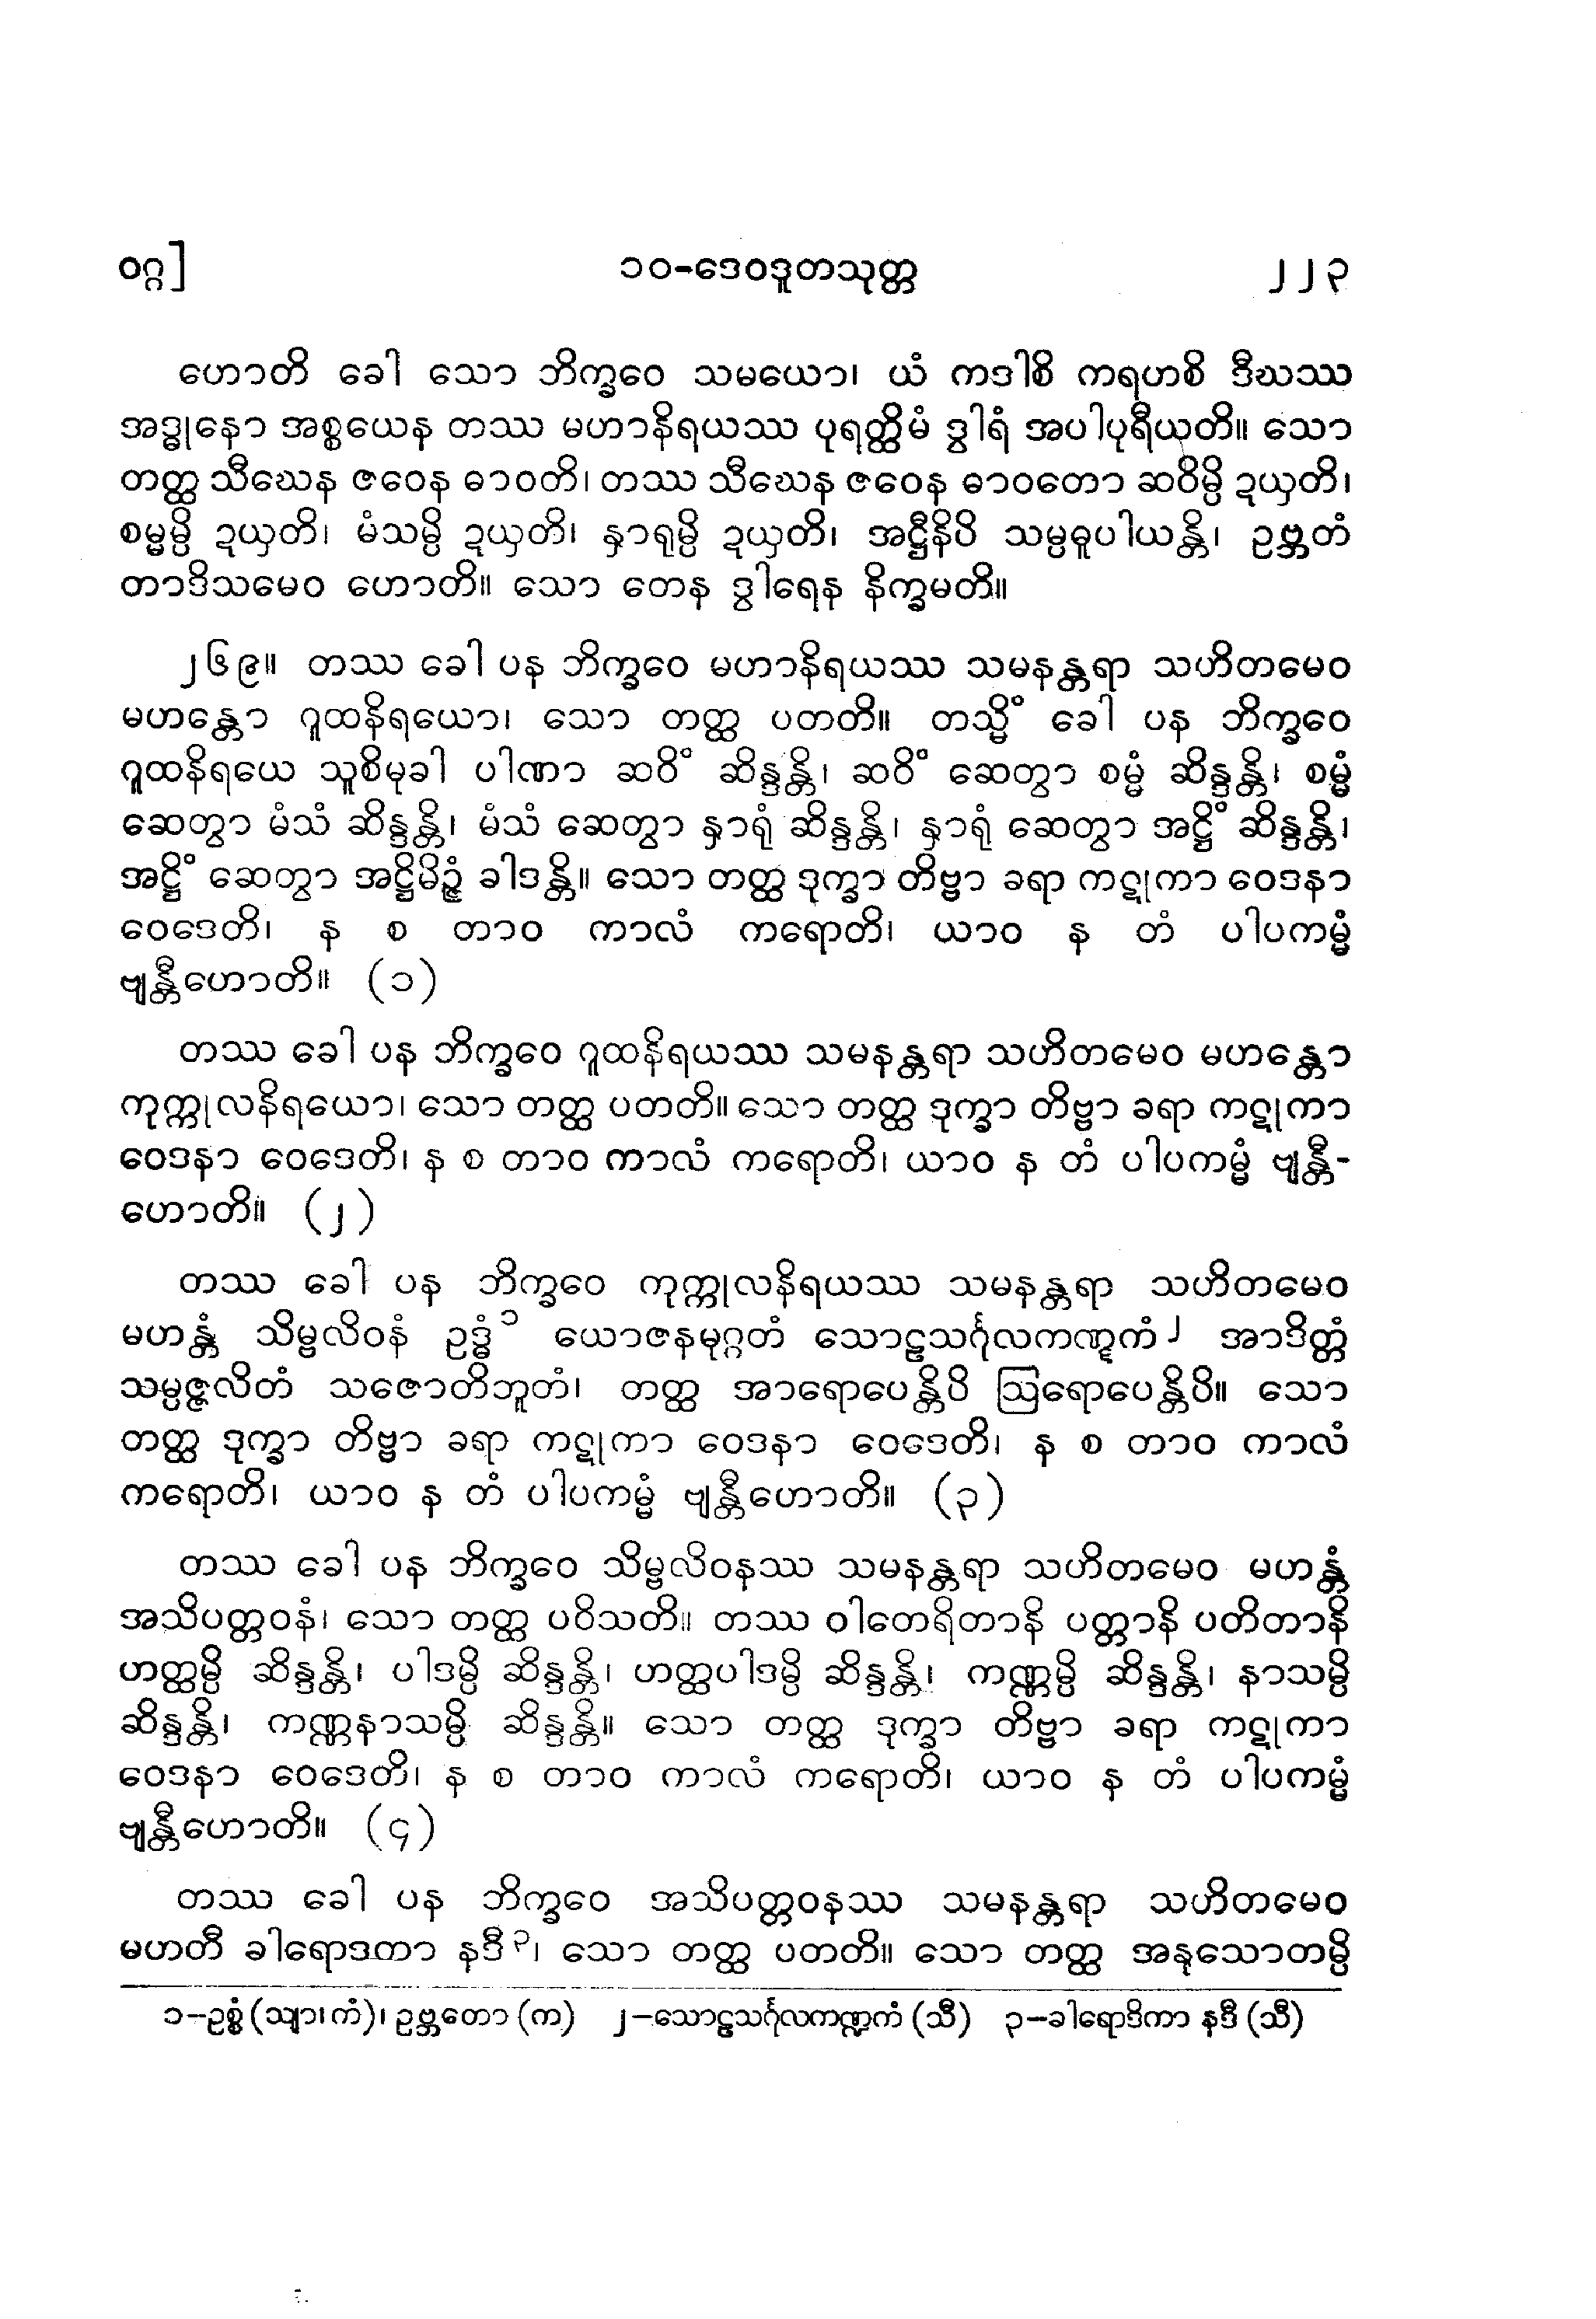 ဝဂ္ဂ] ၁၀-ဒေဝဒူတသုတ္တ ၂၂၃
ဟောတိ ခေါ သော ဘိက္ခဝေ သမယော၊ ယံ ကဒါစိ ကရဟစိ ဒီဃဿ
အဒ္ဓုနော အစ္စယေန တဿ မဟာနိရယဿ ပုရတ္ထိမံ ဒွါရံ အပါပုရီယတိ။ သော
တတ္ထ သီဃေန ဇဝေန ဓာဝတိ၊ တဿ သီဃေန ဇဝေန ဓာဝတော ဆဝိမ္ပိ ဍယှတိ၊
စမ္မမ္ပိ ဍယှတိ၊ မံသမ္ပိ ဍယှတိ၊ နှာရုမ္ပိ ဍယှတိ၊ အဋ္ဌီနိပိ သမ္ပဓူပါယန္တိ၊ ဥဗ္ဘတံ
တာဒိသမေဝ ဟောတိ။ သော တေန ဒွါရေန နိက္ခမတိ။
၂၆၉။ တဿ ခေါ ပန ဘိက္ခဝေ မဟာနိရယဿ သမနန္တရာ သဟိတမေဝ
မဟန္တော ဂူထနိရယော၊ သော တတ္ထ ပတတိ။ တသ္မိံ ခေါ ပန ဘိက္ခဝေ
ဂူထနိရယေ သူစိမုခါ ပါဏာ ဆဝိံ ဆိန္ဒန္တိ၊ ဆဝိံ ဆေတွာ စမ္မံ ဆိန္ဒန္တိ၊ စမ္မံ
ဆေတွာ မံသံ ဆိန္ဒန္တိ၊ မံသံ ဆေတွာ နှာရုံ ဆိန္ဒန္တိ၊ နှာရုံ ဆေတွာ အဋ္ဌိံ ဆိန္ဒန္တိ၊
အဋ္ဌိံ ဆေတွာ အဋ္ဌိမိဉ္ဇံ ခါဒန္တိ။ သော တတ္ထ ဒုက္ခာ တိဗ္ဗာ ခရာ ကဋုကာ ဝေဒနာ
ဝေဒေတိ၊ န စ တာဝ ကာလံ ကရောတိ၊ ယာဝ န တံ ပါပကမ္မံ
ဗျန္တီဟောတိ။ (၁)
တဿ ခေါ ပန ဘိက္ခဝေ ဂူထနိရယဿ သမနန္တရာ သဟိတမေဝ မဟန္တော
ကုက္ကုလနိရယော၊ သော တတ္ထ ပတတိ။ သော တတ္ထ ဒုက္ခာ တိဗ္ဗာ ခရာ ကဋုကာ
ဝေဒနာ ဝေဒေတိ၊ န စ တာဝ ကာလံ ကရောတိ၊ ယာဝ န တံ ပါပကမ္မံ ဗျန္တီ-
ဟောတိ။ (၂)
တဿ ခေါ ပန ဘိက္ခဝေ ကုက္ကုလနိရယဿ သမနန္တရာ သဟိတမေဝ
မဟန္တံ သိမ္ဗလိဝနံ ဥဒ္ဓံ၁ ယောဇနမုဂ္ဂတံ သောဠသင်္ဂုလကဏ္ဋကံ၂ အာဒိတ္တံ
သမ္ပဇ္ဇလိတံ သဇောတိဘူတံ၊ တတ္ထ အာရောပေန္တိပိ ဩရောပေန္တိပိ။ သော
တတ္ထ ဒုက္ခာ တိဗ္ဗာ ခရာ ကဋုကာ ဝေဒနာ ဝေဒေတိ၊ န စ တာဝ ကာလံ
ကရောတိ၊ ယာဝ န တံ ပါပကမ္မံ ဗျန္တီဟောတိ။ (၃)
တဿ ခေါ ပန ဘိက္ခဝေ သိမ္ဗလိဝနဿ သမနန္တရာ သဟိတမေဝ မဟန္တံ
အသိပတ္တဝနံ၊ သော တတ္ထ ပဝိသတိ။ တဿ ဝါတေရိတာနိ ပတ္တာနိ ပတိတာနိ
ဟတ္ထမ္ပိ ဆိန္ဒန္တိ၊ ပါဒမ္ပိ ဆိန္ဒန္တိ၊ ဟတ္ထပါဒမ္ပိ ဆိန္ဒန္တိ၊ ကဏ္ဏမ္ပိ ဆိန္ဒန္တိ၊ နာသမ္ပိ
ဆိန္ဒန္တိ၊ ကဏ္ဏနာသမ္ပိ ဆိန္ဒန္တိ။ သော တတ္ထ ဒုက္ခာ တိဗ္ဗာ ခရာ ကဋုကာ
ဝေဒနာ ဝေဒေတိ၊ န စ တာဝ ကာလံ ကရောတိ၊ ယာဝ န တံ ပါပကမ္မံ
ဗျန္တီဟောတိ။ (၄)
တဿ ခေါ ပန ဘိက္ခဝေ အသိပတ္တဝနဿ သမနန္တရာ သဟိတမေဝ
မဟတီ ခါရောဒကာ နဒီ၃၊ သော တတ္ထ ပတတိ။ သော တတ္ထ အနုသောတမ္ပိ
၁-ဥစ္စံ (သျာ၊ ကံ)၊ ဥဗ္ဘတော (က) ၂-သောဠသင်္ဂုလကဏ္ဍကံ (သီ) ၃-ခါရောဒိကာ နဒီ (သီ)